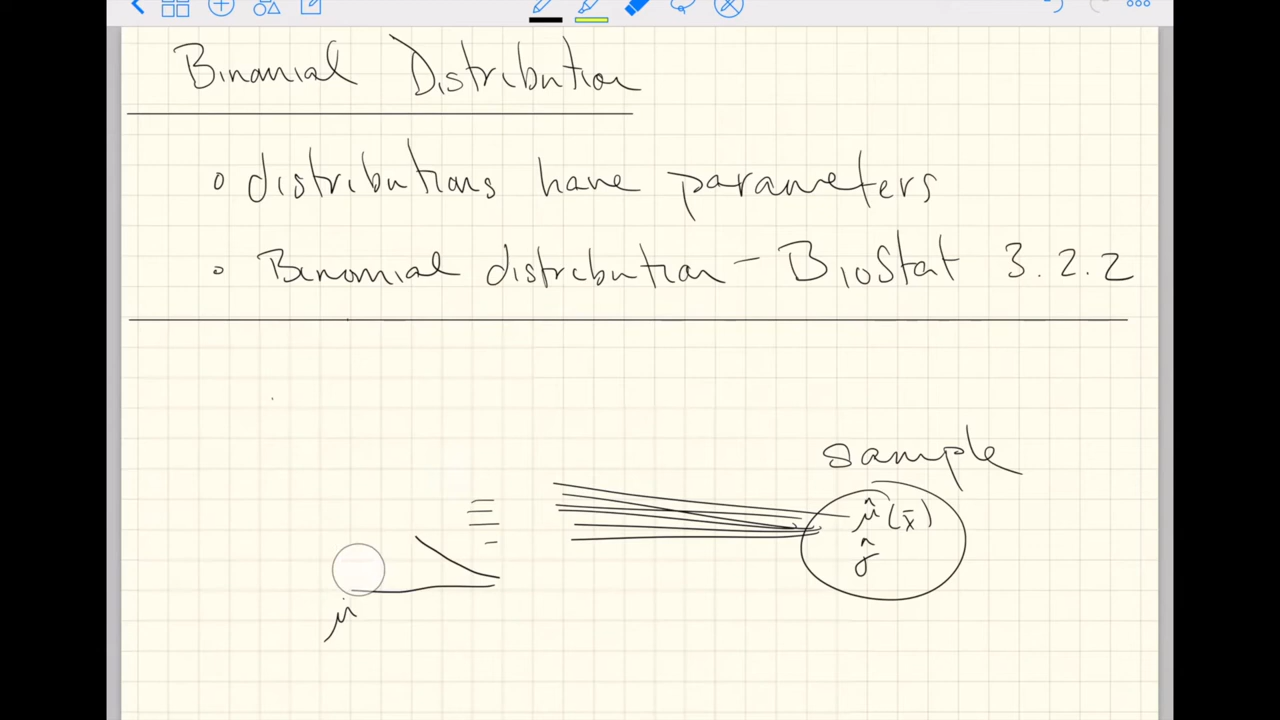 Binomial Distribution
o distributions have parameters
o Binomial distribution - BioStat 3.2.2
sample
μ̂ (x̄)
σ̂
μ